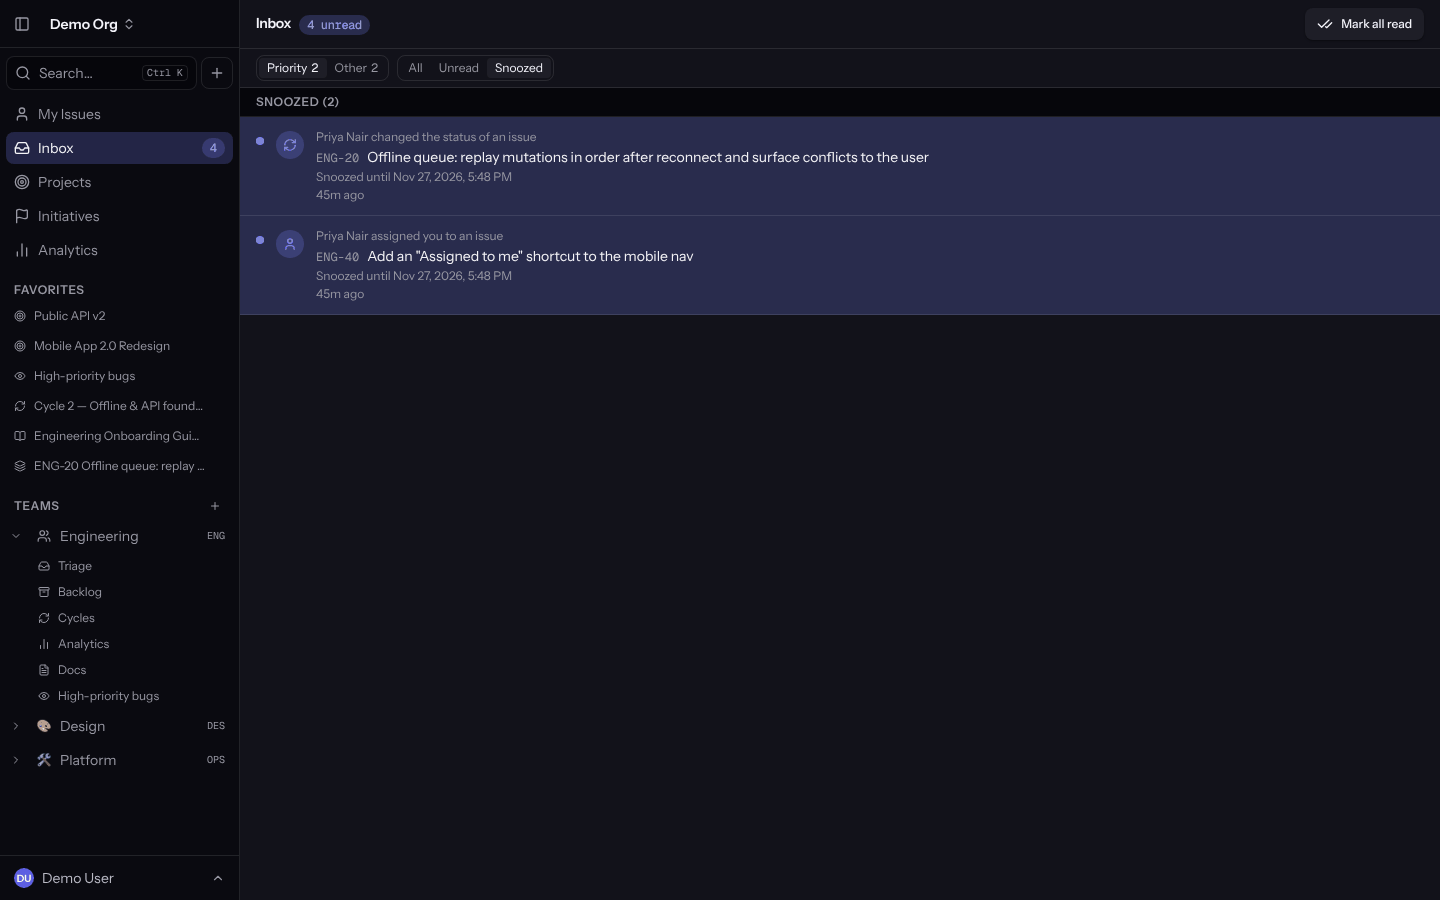 Demo Org
Search...
Ctrl K
My Issues
Inbox
4
Projects
Initiatives
Analytics
FAVORITES
Public API v2
Mobile App 2.0 Redesign
High-priority bugs
Cycle 2 — Offline & API found...
Engineering Onboarding Gui...
ENG-20 Offline queue: replay ...
TEAMS
Engineering
ENG
Triage
Backlog
Cycles
Analytics
Docs
High-priority bugs
Design
DES
Platform
OPS
DU
Demo User
Inbox
4 unread
Mark all read
Priority 2
Other 2
All
Unread
Snoozed
SNOOZED (2)
Priya Nair changed the status of an issue
ENG-20 Offline queue: replay mutations in order after reconnect and surface conflicts to the user
Snoozed until Nov 27, 2026, 5:48 PM
45m ago
Priya Nair assigned you to an issue
ENG-40 Add an "Assigned to me" shortcut to the mobile nav
Snoozed until Nov 27, 2026, 5:48 PM
45m ago